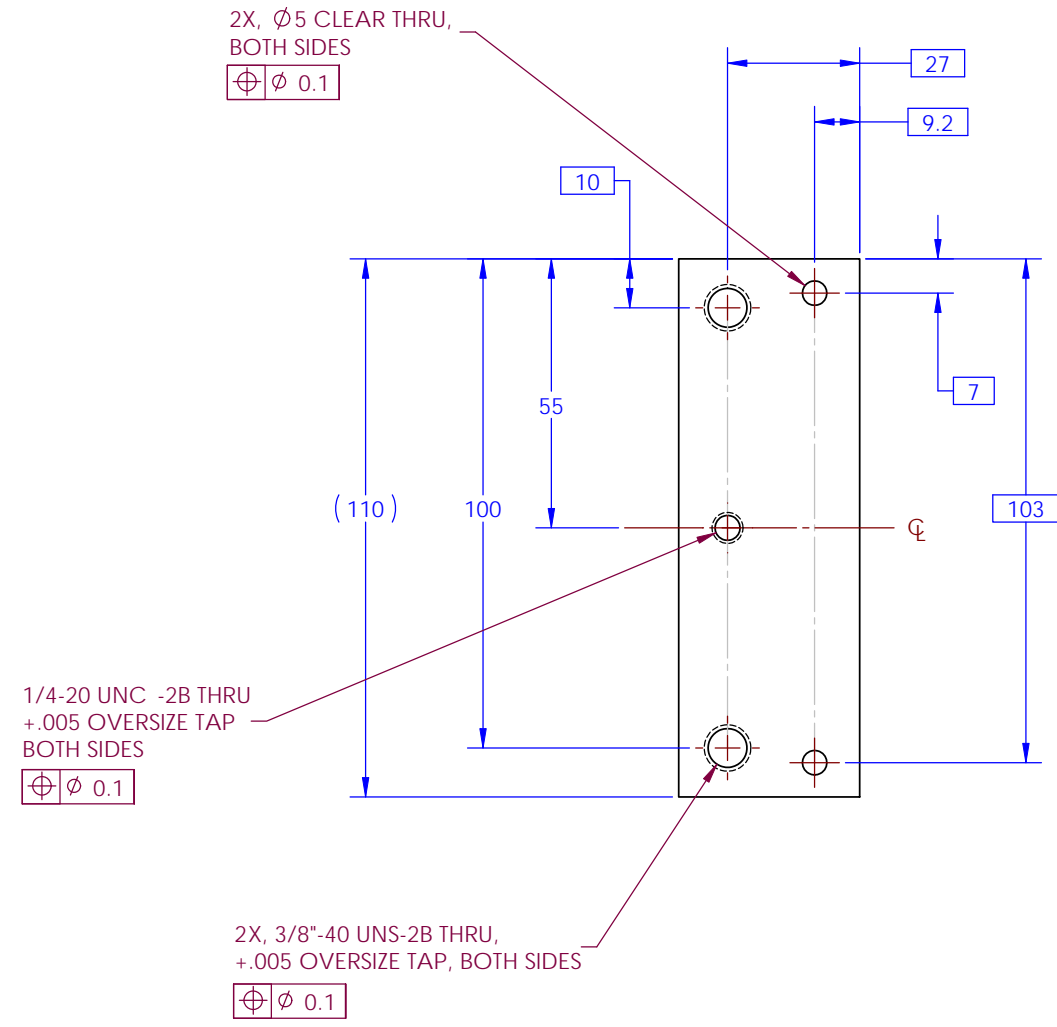 2X, Ø5 CLEAR THRU,
BOTH SIDES
⌖ Ø 0.1
27
9.2
10
7
55
(110)
100
103
℄
1/4-20 UNC -2B THRU
+.005 OVERSIZE TAP
BOTH SIDES
⌖ Ø 0.1
2X, 3/8"-40 UNS-2B THRU,
+.005 OVERSIZE TAP, BOTH SIDES
⌖ Ø 0.1